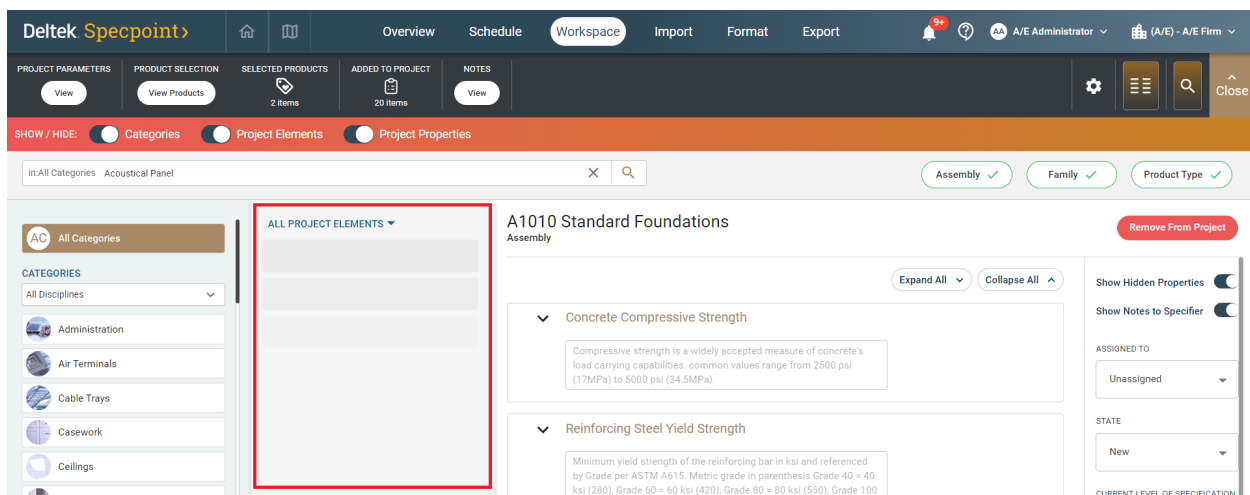 Deltek Specpoint
Overview
Schedule
Workspace
Import
Format
Export
9+
AA
A/E Administrator
(A/E) - A/E Firm
PROJECT PARAMETERS
View
PRODUCT SELECTION
View Products
SELECTED PRODUCTS
2 items
ADDED TO PROJECT
20 items
NOTES
View
Close
SHOW / HIDE:
Categories
Project Elements
Project Properties
in:All Categories Acoustical Panel
Assembly
Family
Product Type
AC
All Categories
CATEGORIES
All Disciplines
Administration
Air Terminals
Cable Trays
Casework
Ceilings
ALL PROJECT ELEMENTS
A1010 Standard Foundations
Assembly
Remove From Project
Expand All
Collapse All
Concrete Compressive Strength
Compressive strength is a widely accepted measure of concrete's
load carrying capabilities. common values range from 2500 psi
(17MPa) to 5000 psi (34.5MPa).
Reinforcing Steel Yield Strength
Minimum yield strength of the reinforcing bar in ksi and referenced
by Grade per ASTM A615. Metric grade in parenthesis Grade 40 = 40
ksi (280), Grade 60 = 60 ksi (420), Grade 80 = 80 ksi (550), Grade 100
Show Hidden Properties
Show Notes to Specifier
ASSIGNED TO
Unassigned
STATE
New
CURRENT LEVEL OF SPECIFICATION